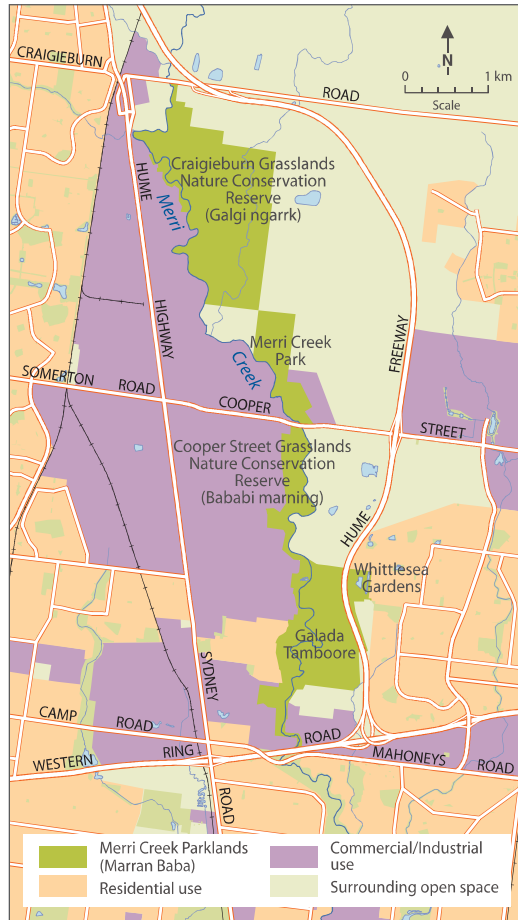 CRAIGIEBURN
ROAD
N
0 1 km
Scale
HUME
Craigieburn Grasslands
Nature Conservation
Reserve
(Galgi ngarrk)
Merri
HIGHWAY
Merri Creek
Park
FREEWAY
Creek
SOMERTON ROAD
COOPER
STREET
Cooper Street Grasslands
Nature Conservation
Reserve
(Bababi marning)
HUME
Whittlesea
Gardens
Galada
Tamboore
SYDNEY
CAMP ROAD
ROAD
WESTERN RING
MAHONEYS ROAD
ROAD
Merri Creek Parklands
(Marran Baba)
Residential use
Commercial/Industrial
use
Surrounding open space